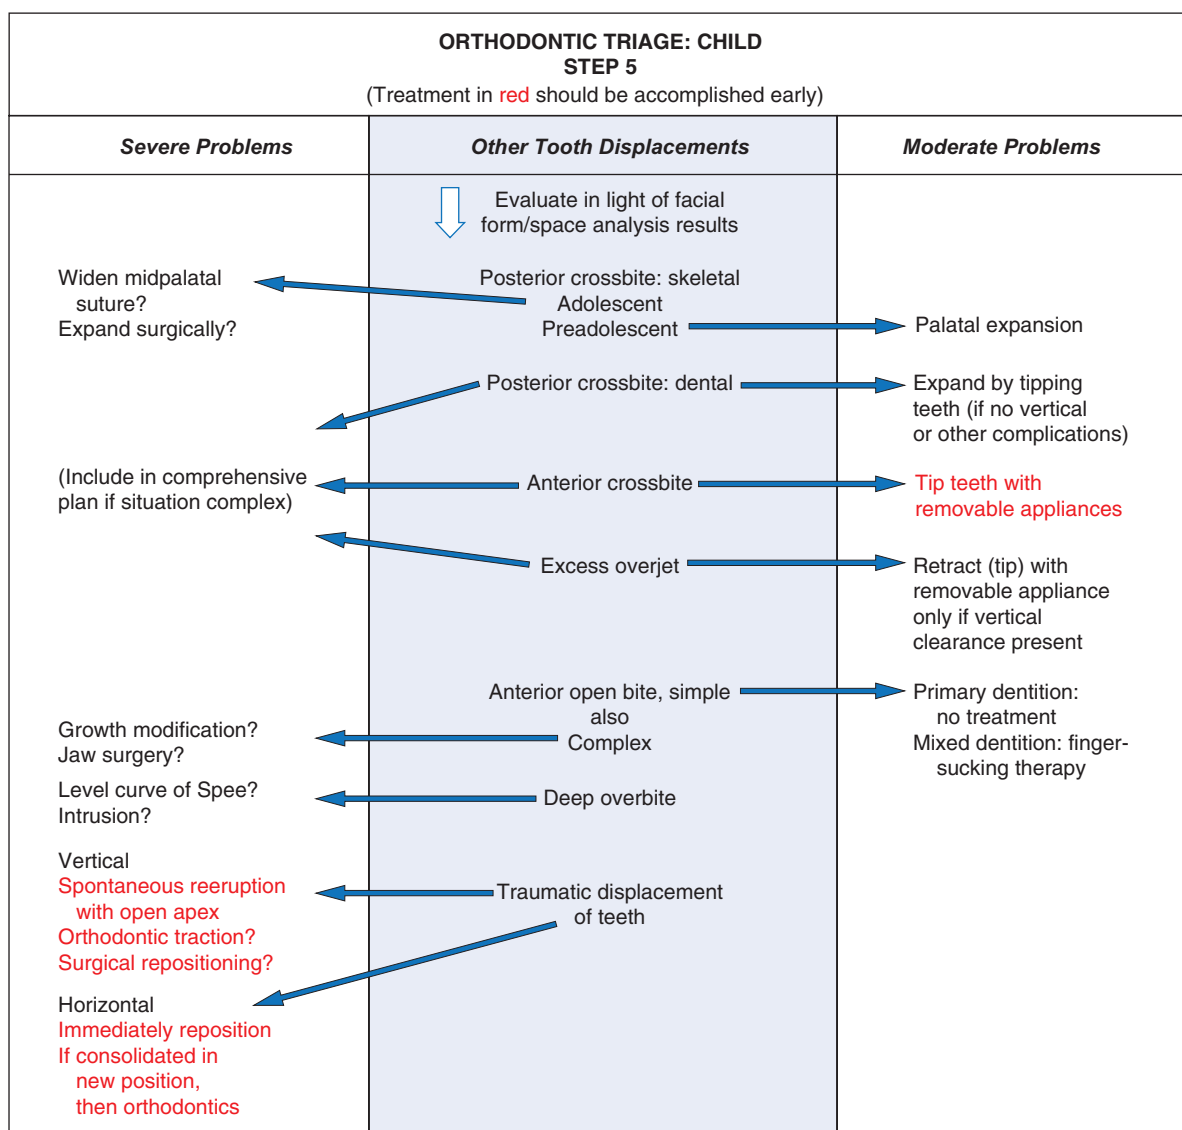 ORTHODONTIC TRIAGE: CHILD
STEP 5
(Treatment in red should be accomplished early)
Severe Problems
Other Tooth Displacements
Moderate Problems
Evaluate in light of facial
form/space analysis results
Widen midpalatal
suture?
Expand surgically?
Posterior crossbite: skeletal
Adolescent
Preadolescent
Palatal expansion
Posterior crossbite: dental
Expand by tipping
teeth (if no vertical
or other complications)
(Include in comprehensive
plan if situation complex)
Anterior crossbite
Tip teeth with
removable appliances
Excess overjet
Retract (tip) with
removable appliance
only if vertical
clearance present
Anterior open bite, simple
also
Complex
Primary dentition:
no treatment
Mixed dentition: finger-
sucking therapy
Growth modification?
Jaw surgery?
Level curve of Spee?
Intrusion?
Deep overbite
Vertical
Spontaneous reeruption
with open apex
Orthodontic traction?
Surgical repositioning?
Traumatic displacement
of teeth
Horizontal
Immediately reposition
If consolidated in
new position,
then orthodontics